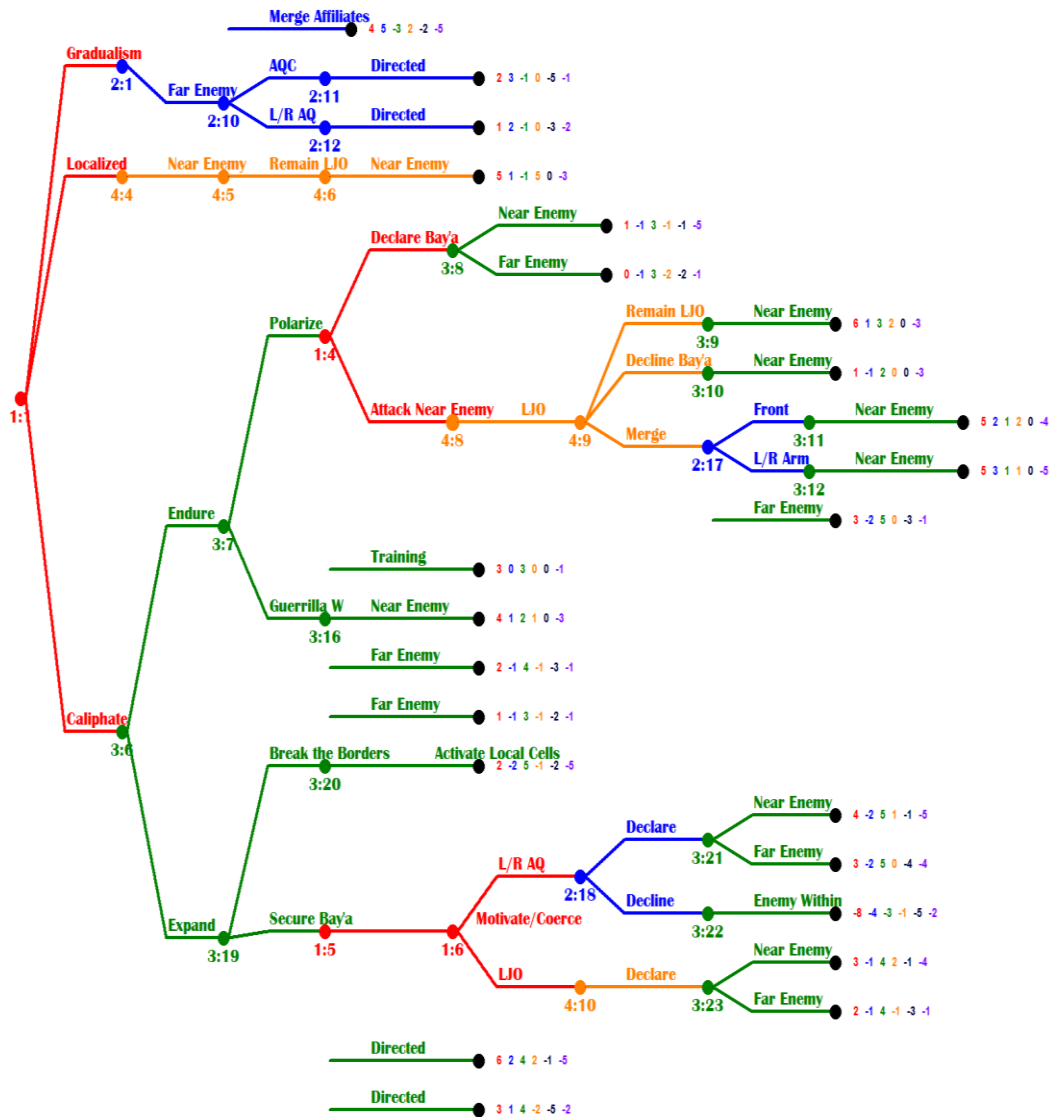 Merge Affiliates
4 5 -3 2 -2 -5
Gradualism
2:1
Far Enemy
2:10
AQC
2:11
Directed
2 3 -1 0 -5 -1
L/R AQ
2:12
Directed
1 2 -1 0 -3 -2
Localized
4:4
Near Enemy
4:5
Remain LJO
4:6
Near Enemy
5 1 -1 5 0 -3
Near Enemy
1 -1 3 -1 -1 -5
Declare Bay'a
3:8
Far Enemy
0 -1 3 -2 -2 -1
Polarize
1:4
Remain LJO
3:9
Near Enemy
6 1 3 2 0 -3
Decline Bay'a
3:10
Near Enemy
1 -1 2 0 0 -3
Attack Near Enemy
4:8
LJO
4:9
Merge
2:17
Front
3:11
Near Enemy
5 2 1 2 0 -4
L/R Arm
3:12
Near Enemy
5 3 1 1 0 -5
Far Enemy
3 -2 5 0 -3 -1
Endure
3:7
Training
3 0 3 0 0 -1
Guerrilla W
3:16
Near Enemy
4 1 2 1 0 -3
Far Enemy
2 -1 4 -1 -3 -1
Far Enemy
1 -1 3 -1 -2 -1
Caliphate
3:6
Break the Borders
3:20
Activate Local Cells
2 -2 5 -1 -2 -5
Near Enemy
4 -2 5 1 -1 -5
Declare
3:21
Far Enemy
3 -2 5 0 -4 -4
L/R AQ
2:18
Decline
3:22
Enemy Within
-8 -4 -3 -1 -5 -2
Expand
3:19
Secure Bay'a
1:5
Motivate/Coerce
1:6
Near Enemy
3 -1 4 2 -1 -4
LJO
4:10
Declare
3:23
Far Enemy
2 -1 4 -1 -3 -1
Directed
6 2 4 2 -1 -5
Directed
3 1 4 -2 -5 -2